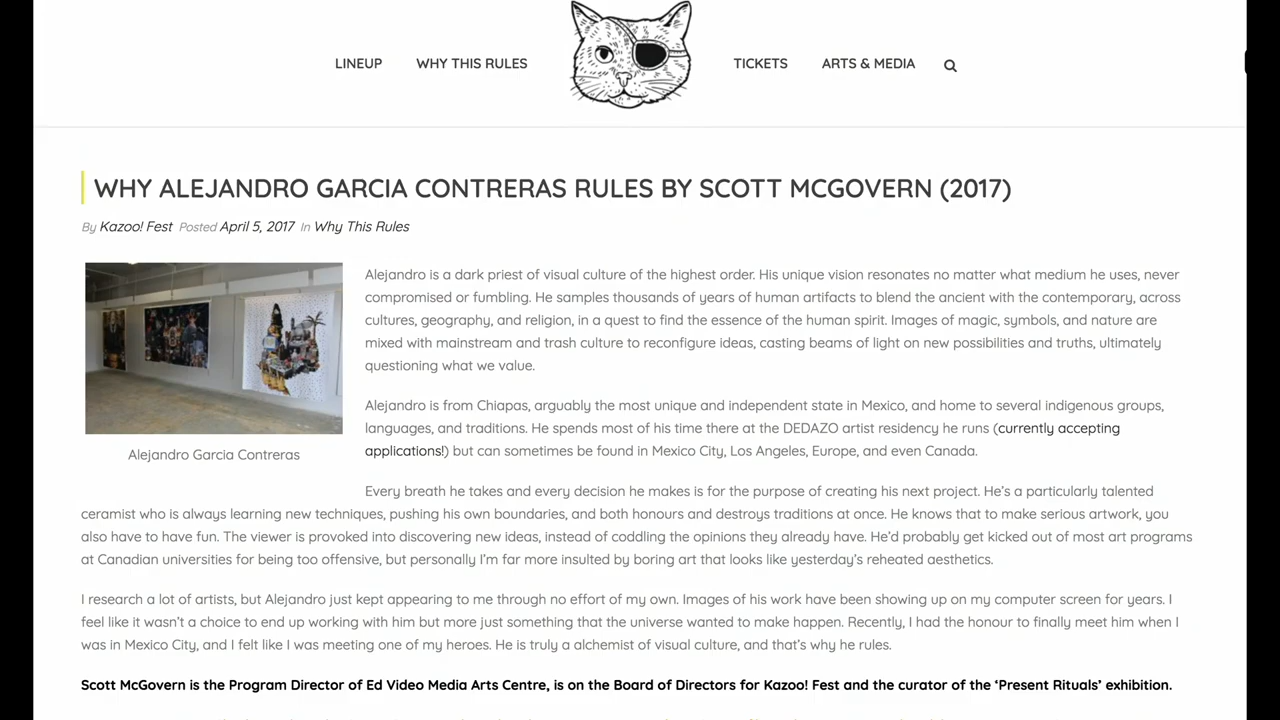 LINEUP WHY THIS RULES TICKETS ARTS & MEDIA
WHY ALEJANDRO GARCIA CONTRERAS RULES BY SCOTT MCGOVERN (2017)
By Kazoo! Fest Posted April 5, 2017 In Why This Rules
Alejandro is a dark priest of visual culture of the highest order. His unique vision resonates no matter what medium he uses, never
compromised or fumbling. He samples thousands of years of human artifacts to blend the ancient with the contemporary, across
cultures, geography, and religion, in a quest to find the essence of the human spirit. Images of magic, symbols, and nature are
mixed with mainstream and trash culture to reconfigure ideas, casting beams of light on new possibilities and truths, ultimately
questioning what we value.
Alejandro is from Chiapas, arguably the most unique and independent state in Mexico, and home to several indigenous groups,
languages, and traditions. He spends most of his time there at the DEDAZO artist residency he runs (currently accepting
applications!) but can sometimes be found in Mexico City, Los Angeles, Europe, and even Canada.
Alejandro Garcia Contreras
Every breath he takes and every decision he makes is for the purpose of creating his next project. He's a particularly talented
ceramist who is always learning new techniques, pushing his own boundaries, and both honours and destroys traditions at once. He knows that to make serious artwork, you
also have to have fun. The viewer is provoked into discovering new ideas, instead of coddling the opinions they already have. He'd probably get kicked out of most art programs
at Canadian universities for being too offensive, but personally I'm far more insulted by boring art that looks like yesterday's reheated aesthetics.
I research a lot of artists, but Alejandro just kept appearing to me through no effort of my own. Images of his work have been showing up on my computer screen for years. I
feel like it wasn't a choice to end up working with him but more just something that the universe wanted to make happen. Recently, I had the honour to finally meet him when I
was in Mexico City, and I felt like I was meeting one of my heroes. He is truly a alchemist of visual culture, and that's why he rules.
Scott McGovern is the Program Director of Ed Video Media Arts Centre, is on the Board of Directors for Kazoo! Fest and the curator of the 'Present Rituals' exhibition.